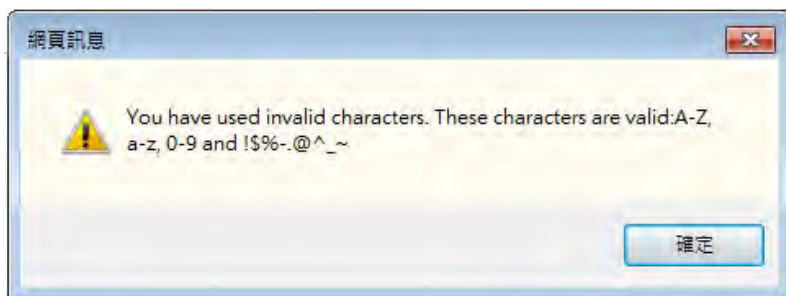 網頁訊息
You have used invalid characters. These characters are valid:A-Z,
a-z, 0-9 and !$%-.@^_~
確定